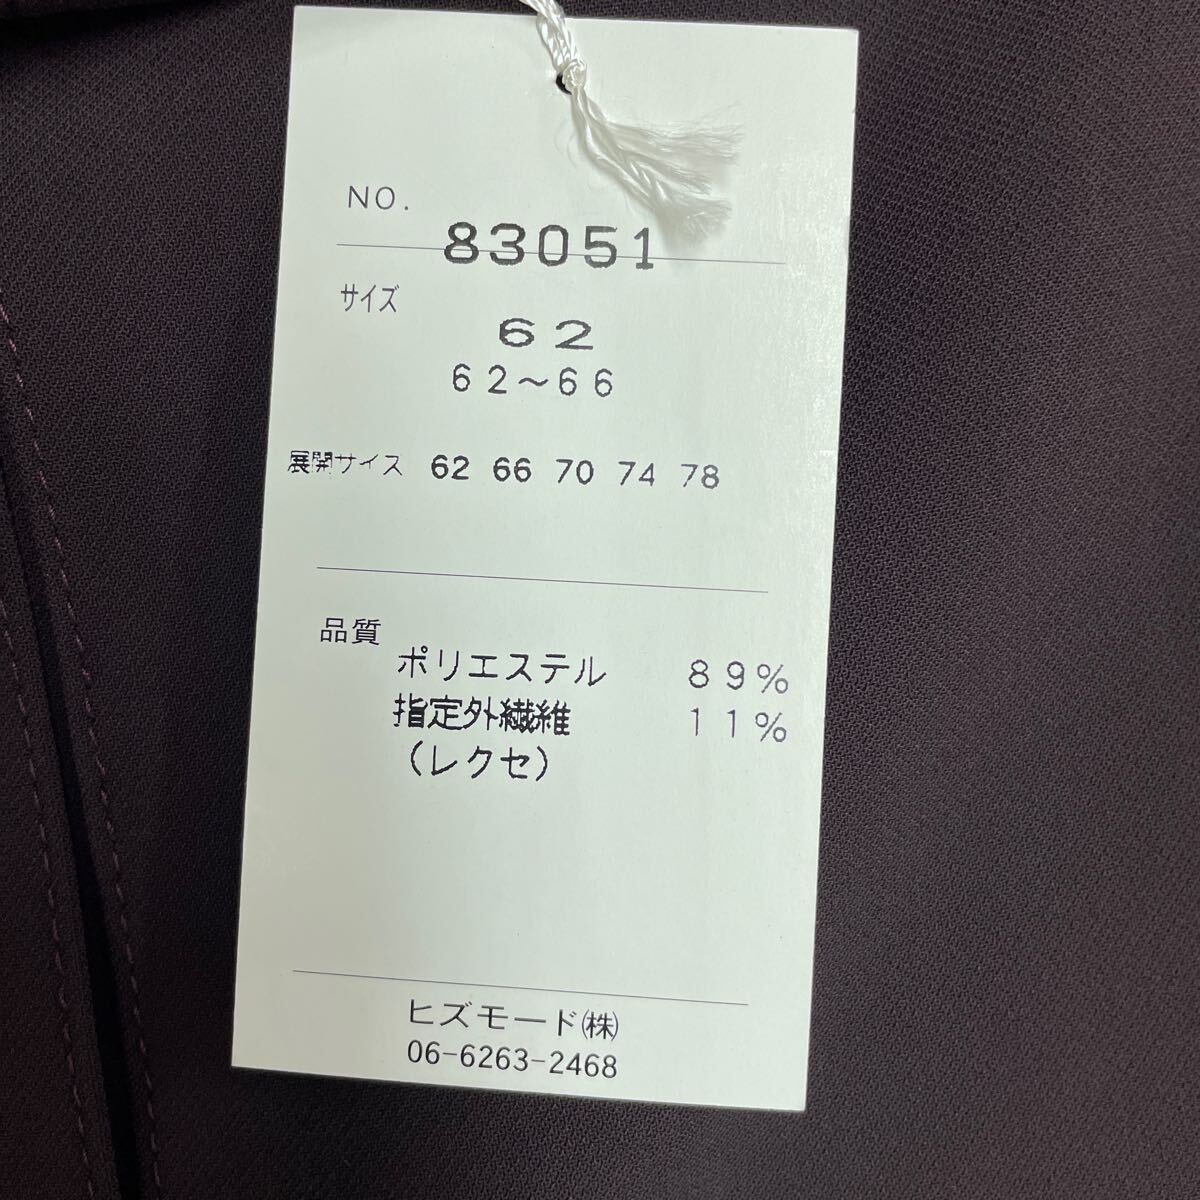 NO.
83051
サイズ
62
62~66
展開サイズ 62 66 70 74 78
品質
ポリエステル 89%
指定外繊維 11%
(レクセ)
ヒズモード㈱
06-6263-2468